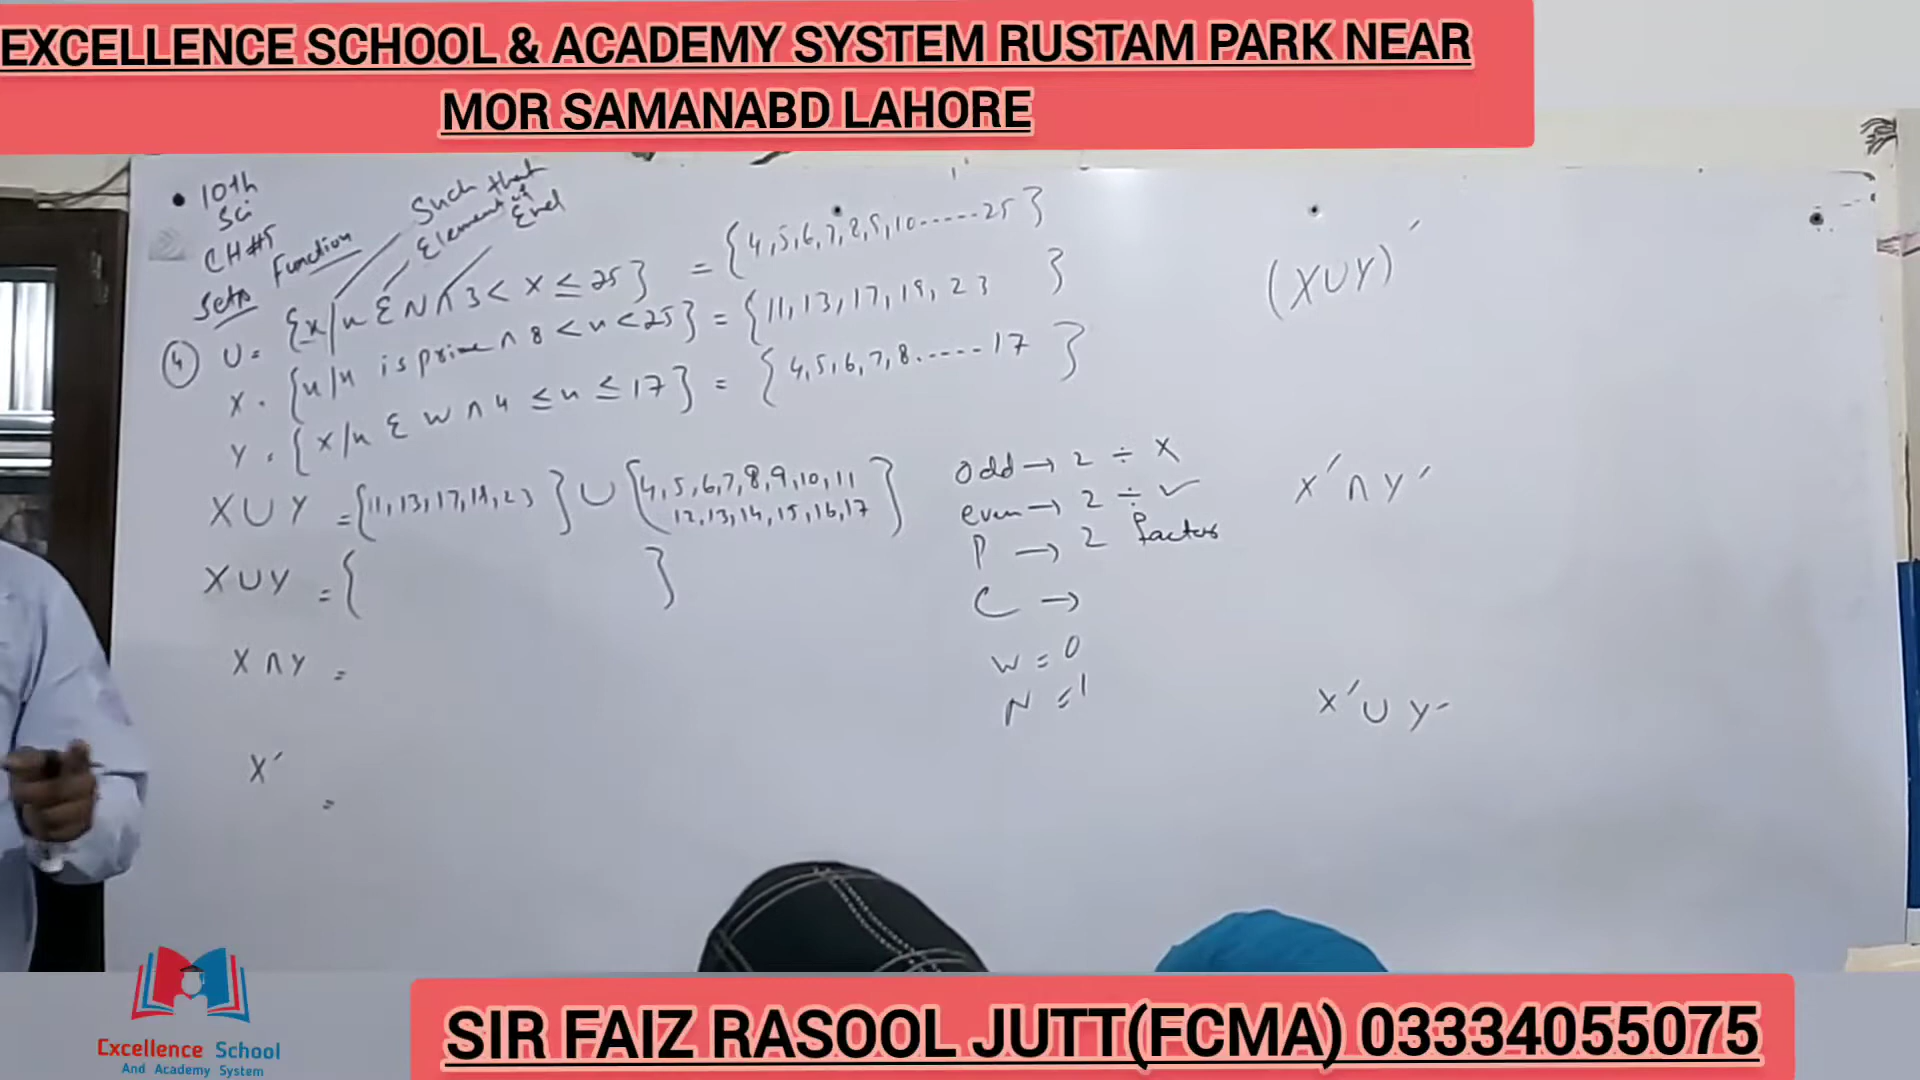 EXCELLENCE SCHOOL & ACADEMY SYSTEM RUSTAM PARK NEAR
MOR SAMANABD LAHORE
• 10th
Sci
CH#5
Sets Function
Such that
Element of
End
(4) U = {x/x Σ N ∩ 3 < x ≤ 25} = {4,5,6,7,8,9,10.....25}
X = {x/x is prime ∩ 8 < x < 25} = {11,13,17,19,23 }
Y = {x/x Σ W ∩ 4 ≤ x ≤ 17} = {4,5,6,7,8.....17 }
X∪Y = {11,13,17,19,23} ∪ {4,5,6,7,8,9,10,11
12,13,14,15,16,17}
X∪Y = { }
X∩Y =
X′ =
Odd → 2 ÷ X
even → 2 ÷ ✓
P → 2 factors
C →
W = 0
N = 1
(X∪Y)′
X′∩Y′
X′∪Y′
Excellence School
And Academy System
SIR FAIZ RASOOL JUTT(FCMA) 03334055075